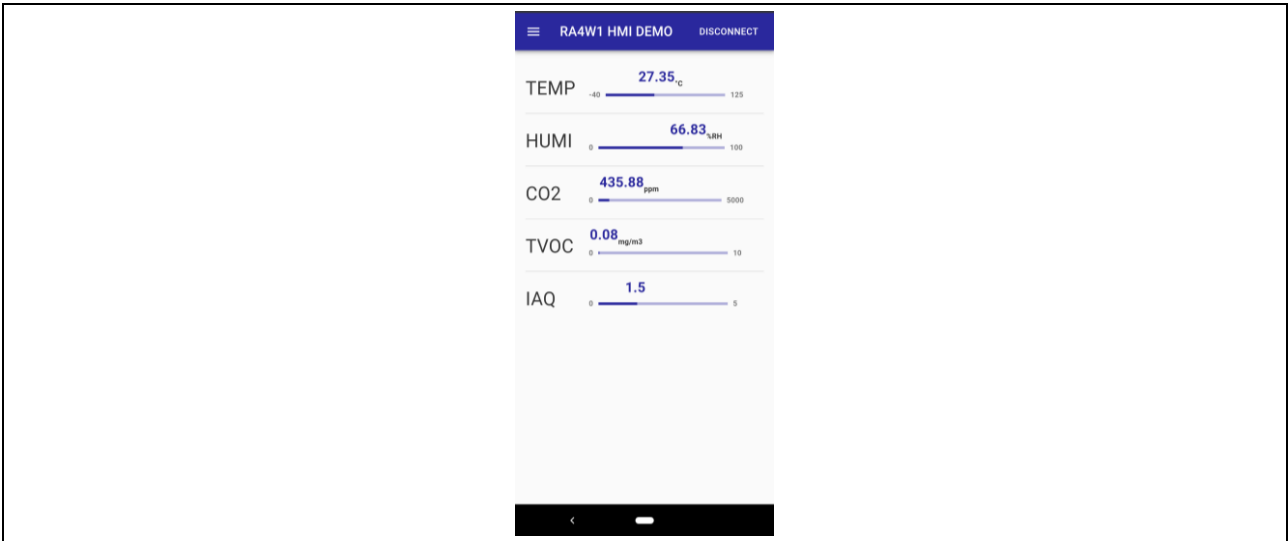 RA4W1 HMI DEMO DISCONNECT
27.35°C
TEMP -40 125
66.83%RH
HUMI 0 100
435.88ppm
CO2 0 5000
0.08mg/m3
TVOC 0 10
1.5
IAQ 0 5